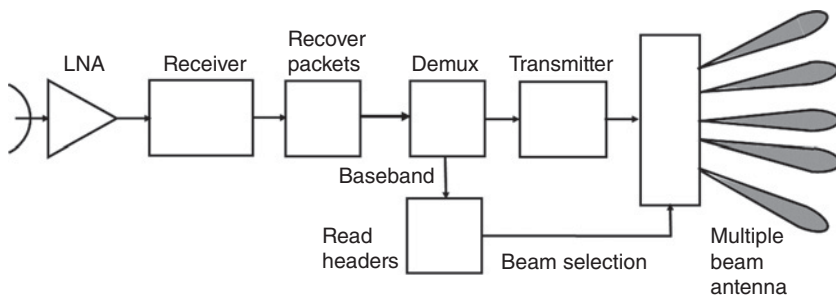 LNA
Receiver
Recover
packets
Demux
Transmitter
Baseband
Read
headers
Beam selection
Multiple
beam
antenna